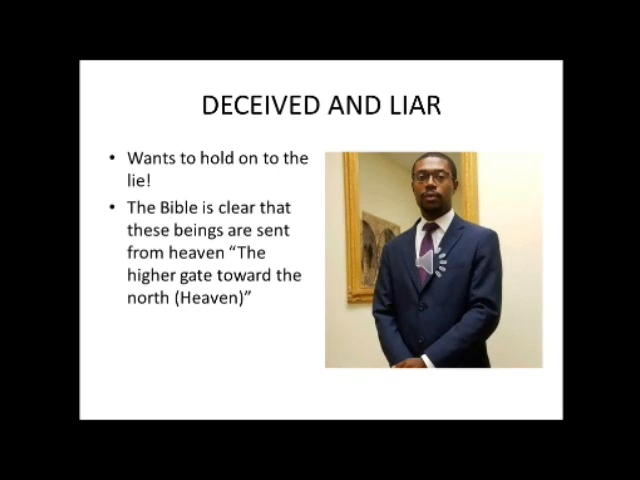 DECEIVED AND LIAR
• Wants to hold on to the
lie!
• The Bible is clear that
these beings are sent
from heaven “The
higher gate toward the
north (Heaven)”